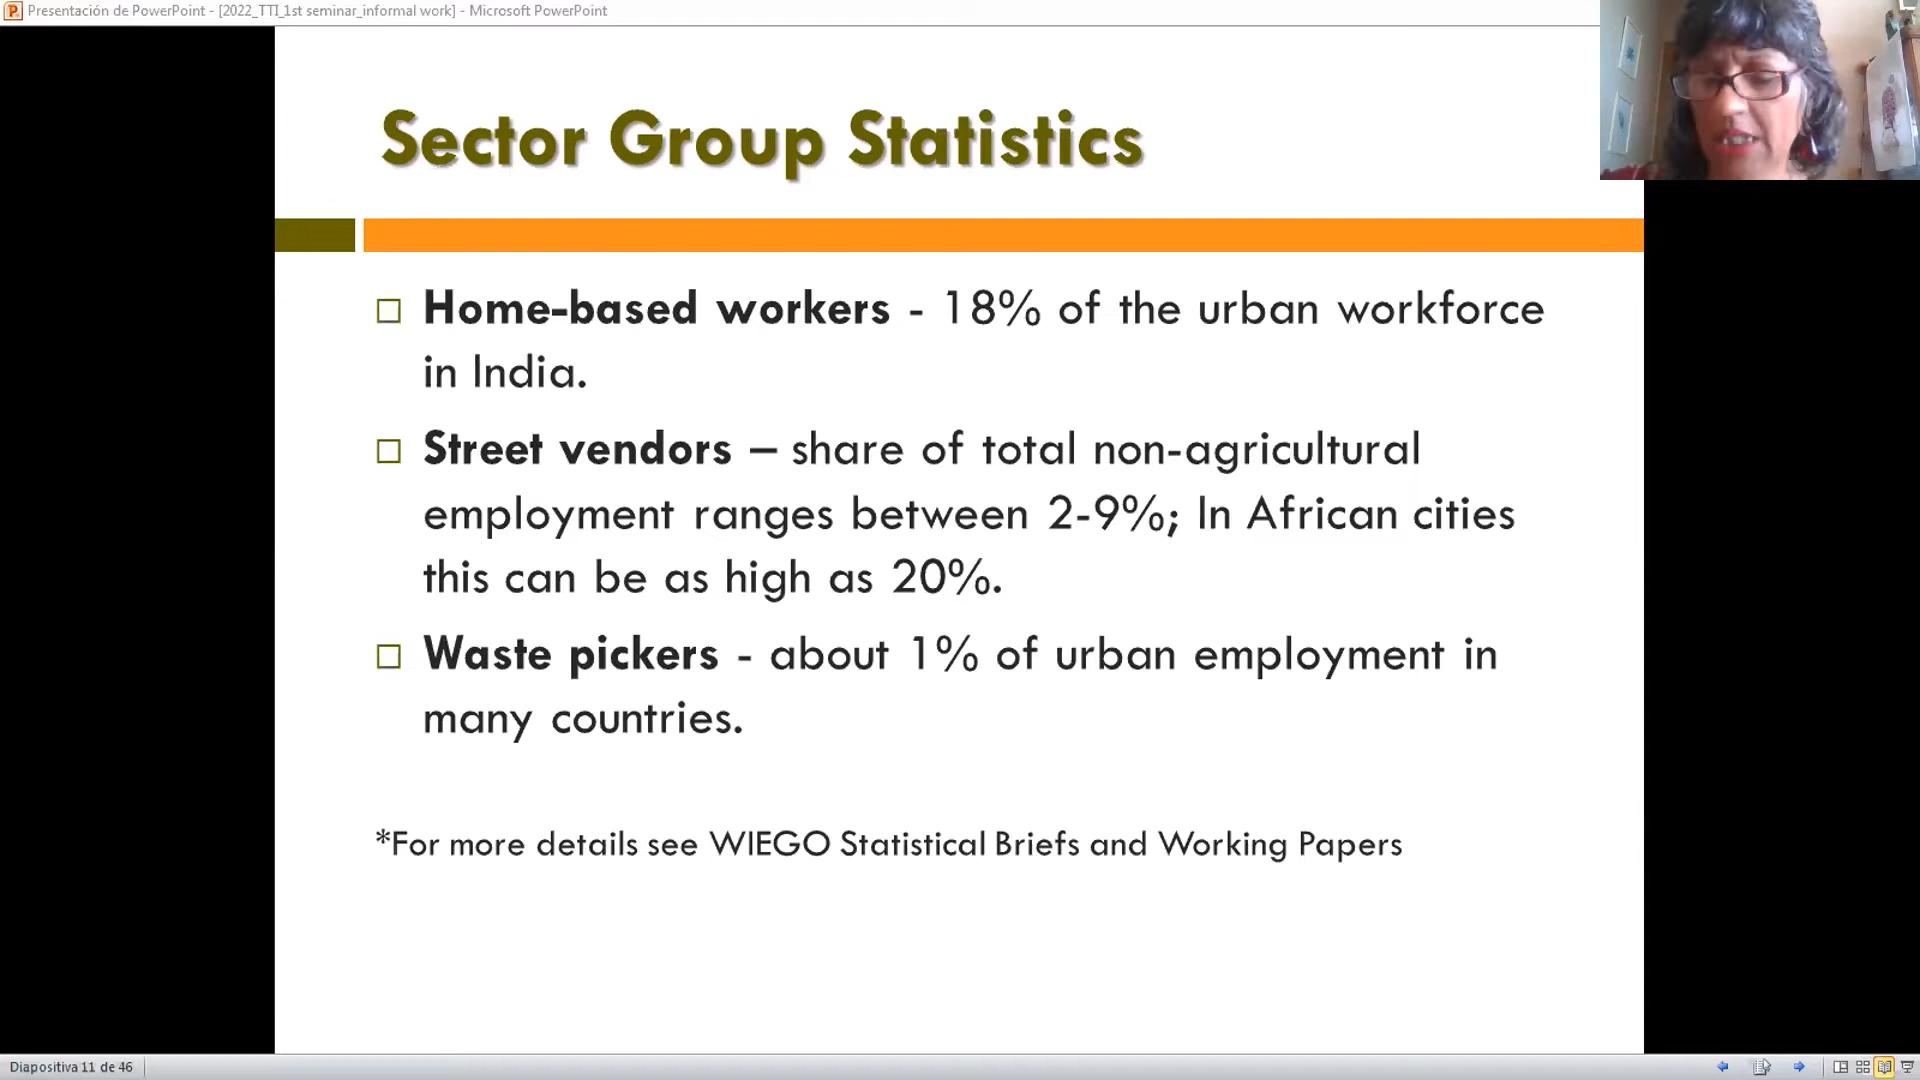 Presentación de PowerPoint - [2022_TTI_1st seminar_informal work] - Microsoft PowerPoint
Sector Group Statistics
Home-based workers - 18% of the urban workforce
in India.
Street vendors – share of total non-agricultural
employment ranges between 2-9%; In African cities
this can be as high as 20%.
Waste pickers - about 1% of urban employment in
many countries.
*For more details see WIEGO Statistical Briefs and Working Papers
Diapositiva 11 de 46